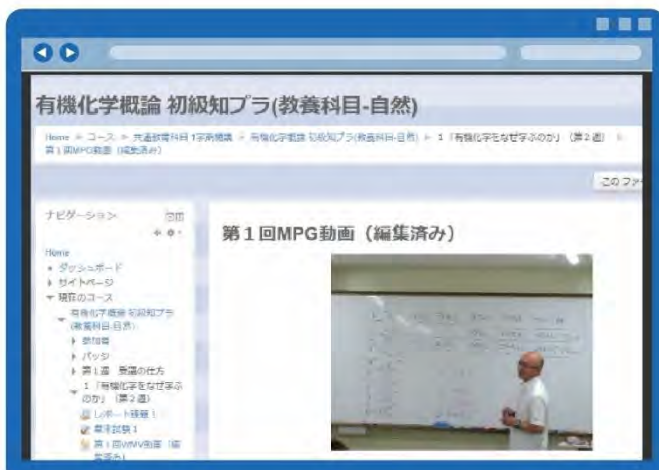 有機化学概論 初級知プラ(教養科目-自然)
Home ▸ コース ▸ 共通教育科目 1学期開講 ▸ 有機化学概論 初級知プラ(教養科目-自然) ▸ 1「有機化学をなぜ学ぶのか」（第2週） ▸
第1回MPG動画（編集済み）
このファ
ナビゲーション
第1回MPG動画（編集済み）
Home
ダッシュボード
サイトページ
現在のコース
有機化学概論 初級知プラ
(教養科目-自然)
参加者
バッジ
第1週 受講の仕方
1「有機化学をなぜ学ぶ
のか」（第2週）
レポート課題1
章末試験1
第1回WMV動画（編
集済み）